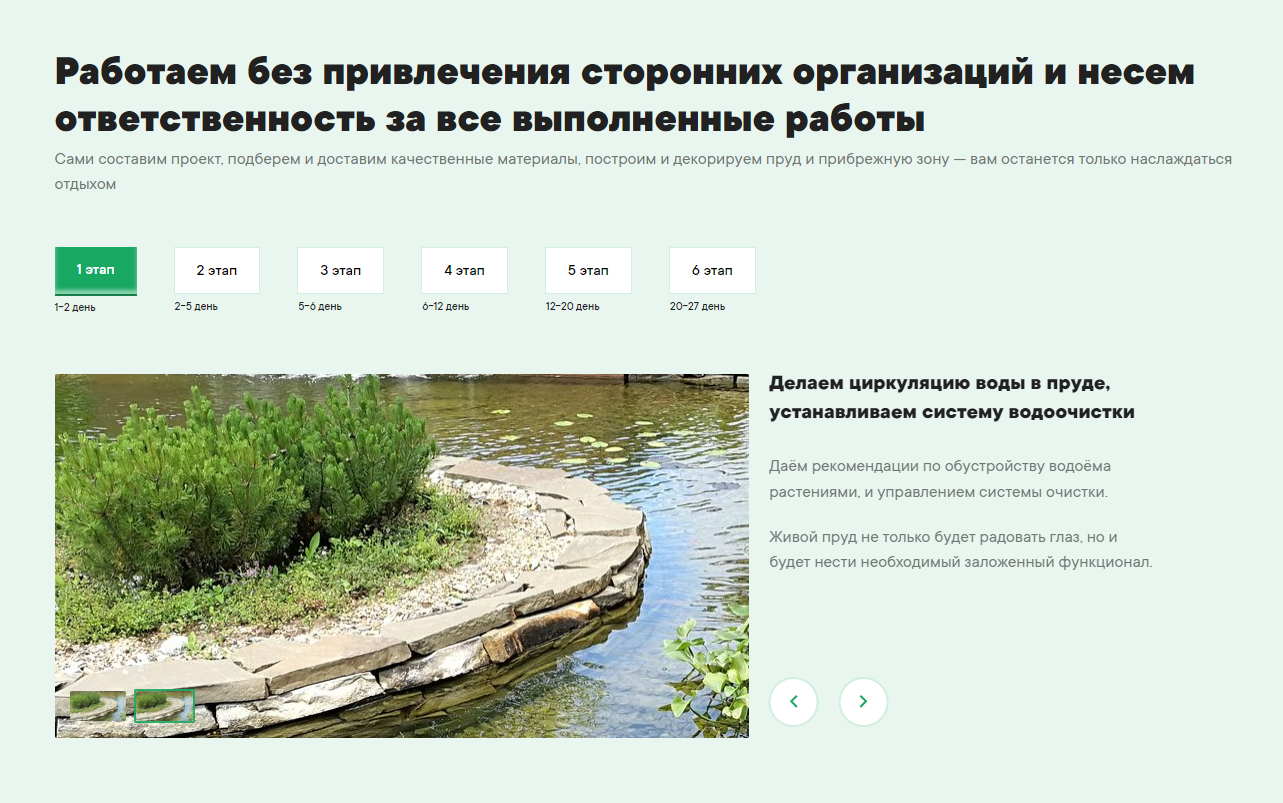 Работаем без привлечения сторонних организаций и несем
ответственность за все выполненные работы
Сами составим проект, подберем и доставим качественные материалы, построим и декорируем пруд и прибрежную зону — вам останется только наслаждаться
отдыхом
1 этап
2 этап
3 этап
4 этап
5 этап
6 этап
1-2 день
2-5 день
5-6 день
6-12 день
12-20 день
20-27 день
Делаем циркуляцию воды в пруде,
устанавливаем систему водоочистки
Даём рекомендации по обустройству водоёма
растениями, и управлением системы очистки.
Живой пруд не только будет радовать глаз, но и
будет нести необходимый заложенный функционал.